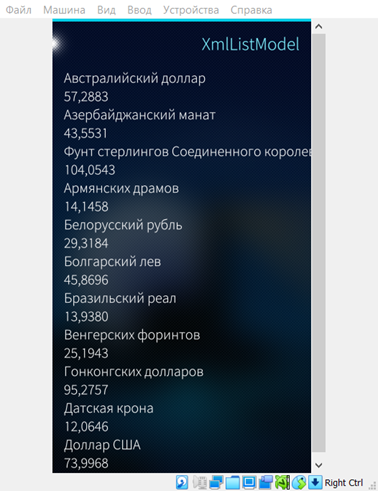 Файл Машина Вид Ввод Устройства Справка
XmlListModel
Австралийский доллар
57,2883
Азербайджанский манат
43,5531
Фунт стерлингов Соединенного королев
104,0543
Армянских драмов
14,1458
Белорусский рубль
29,3184
Болгарский лев
45,8696
Бразильский реал
13,9380
Венгерских форинтов
25,1943
Гонконгских долларов
95,2757
Датская крона
12,0646
Доллар США
73,9968
Right Ctrl